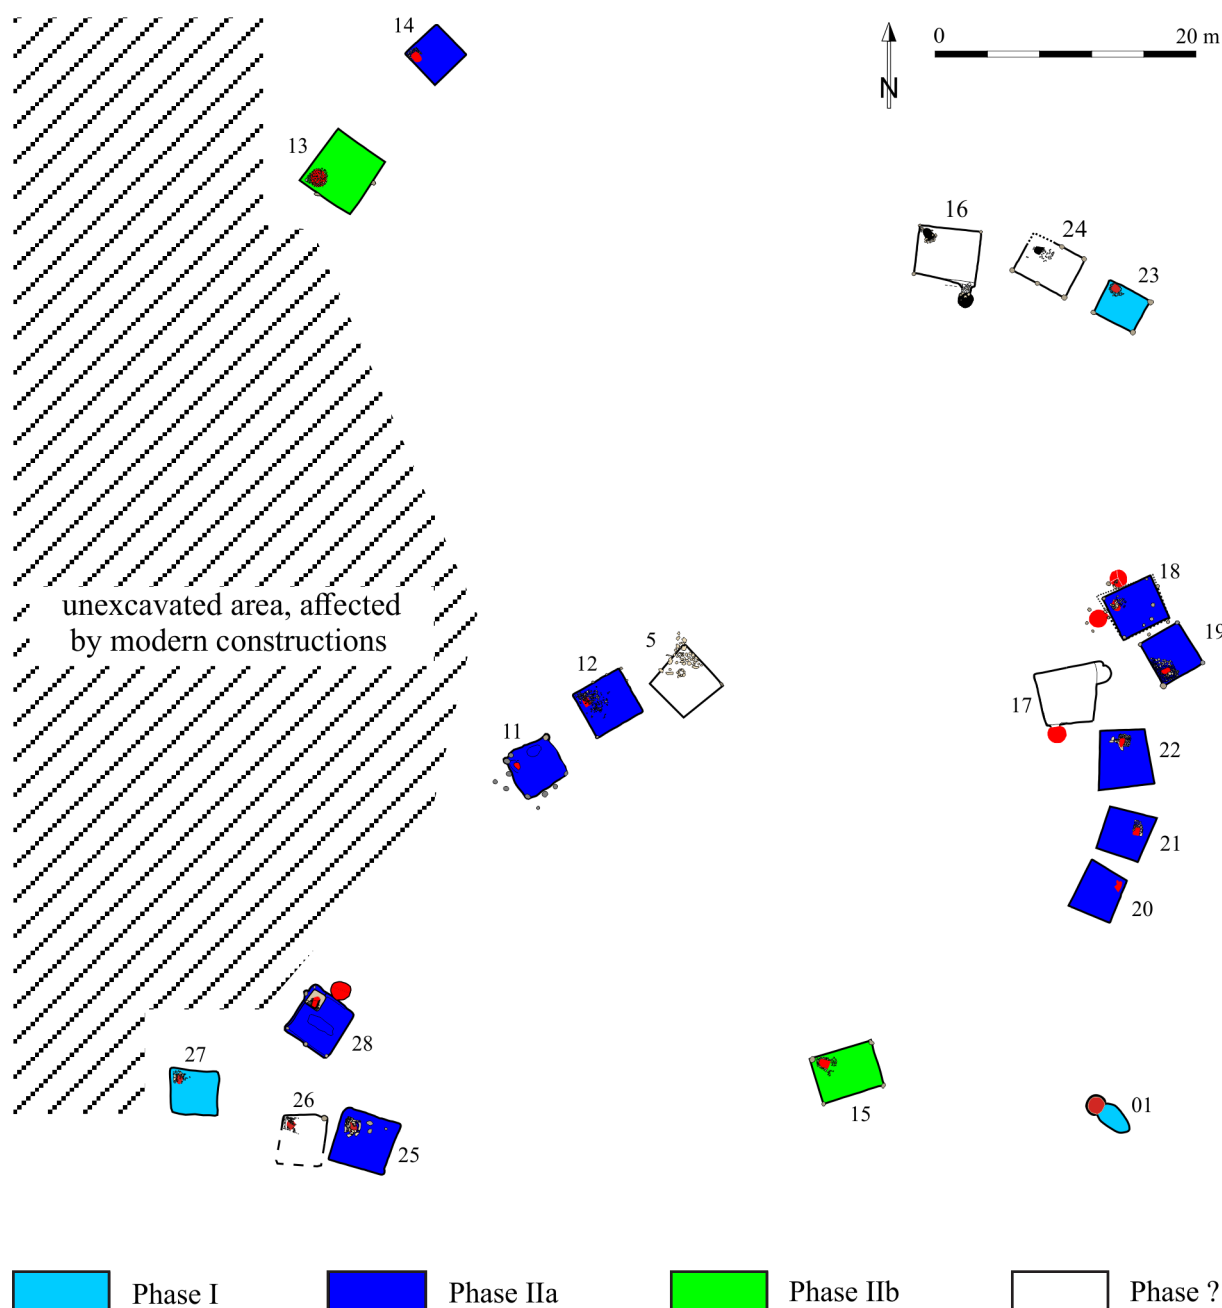 14
0 20 m
N
13
16
24
23
18
unexcavated area, affected
by modern constructions
19
5
12
17
11
22
21
20
28
27
26
01
15
25
Phase I
Phase IIa
Phase IIb
Phase ?